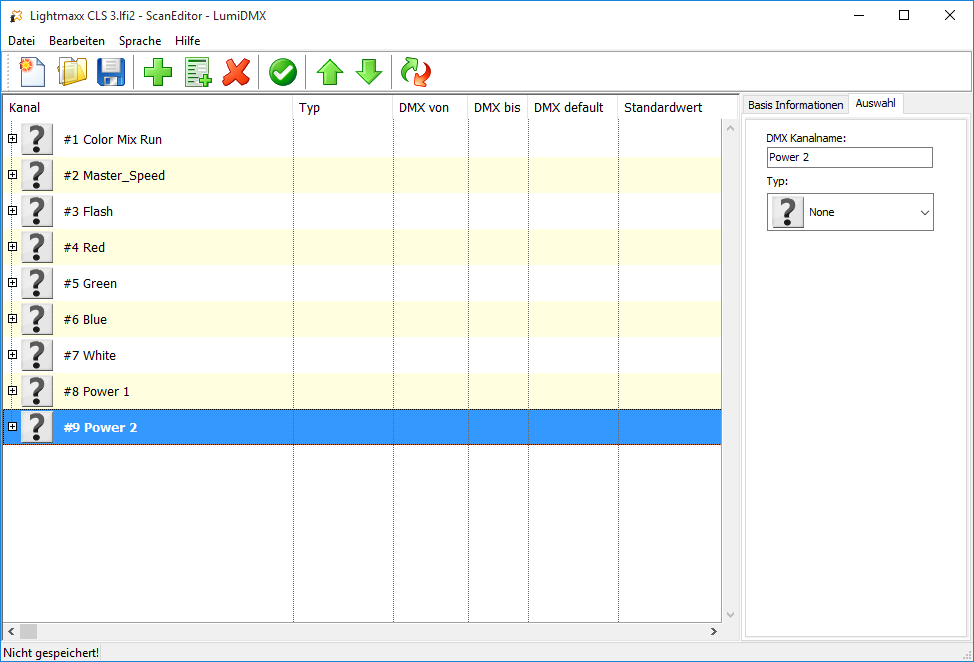 Lightmaxx CLS 3.lfi2 - ScanEditor - LumiDMX
Datei Bearbeiten Sprache Hilfe
Kanal Typ DMX von DMX bis DMX default Standardwert
#1 Color Mix Run
#2 Master_Speed
#3 Flash
#4 Red
#5 Green
#6 Blue
#7 White
#8 Power 1
#9 Power 2
Basis Informationen Auswahl
DMX Kanalname:
Power 2
Typ:
None
Nicht gespeichert!